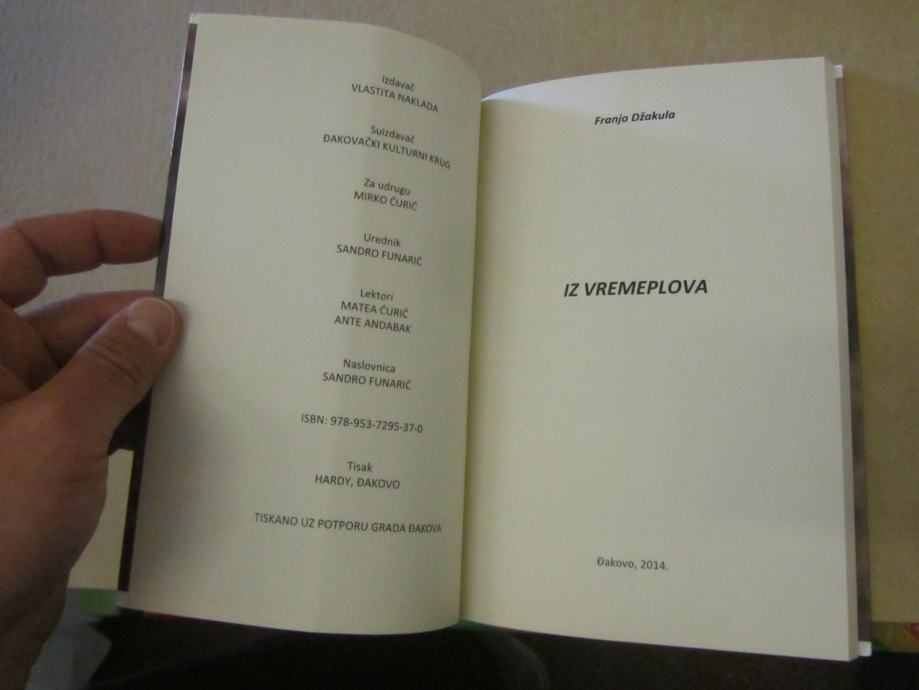 Izdavač
VLASTITA NAKLADA
Suizdavač
ĐAKOVAČKI KULTURNI KRUG
Za udrugu
MIRKO ĆURIĆ
Urednik
SANDRO FUNARIĆ
Lektori
MATEA ĆURIĆ
ANTE ANDABAK
Naslovnica
SANDRO FUNARIĆ
ISBN: 978-953-7295-37-0
Tisak
HARDY, ĐAKOVO
TISKANO UZ POTPORU GRADA ĐAKOVA
Franjo Džakula
IZ VREMEPLOVA
Đakovo, 2014.